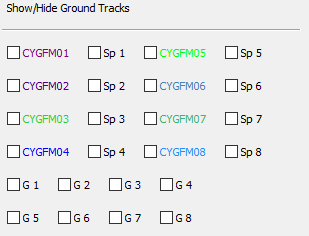 Show/Hide Ground Tracks
CYGFM01 Sp 1 CYGFM05 Sp 5
CYGFM02 Sp 2 CYGFM06 Sp 6
CYGFM03 Sp 3 CYGFM07 Sp 7
CYGFM04 Sp 4 CYGFM08 Sp 8
G 1 G 2 G 3 G 4
G 5 G 6 G 7 G 8